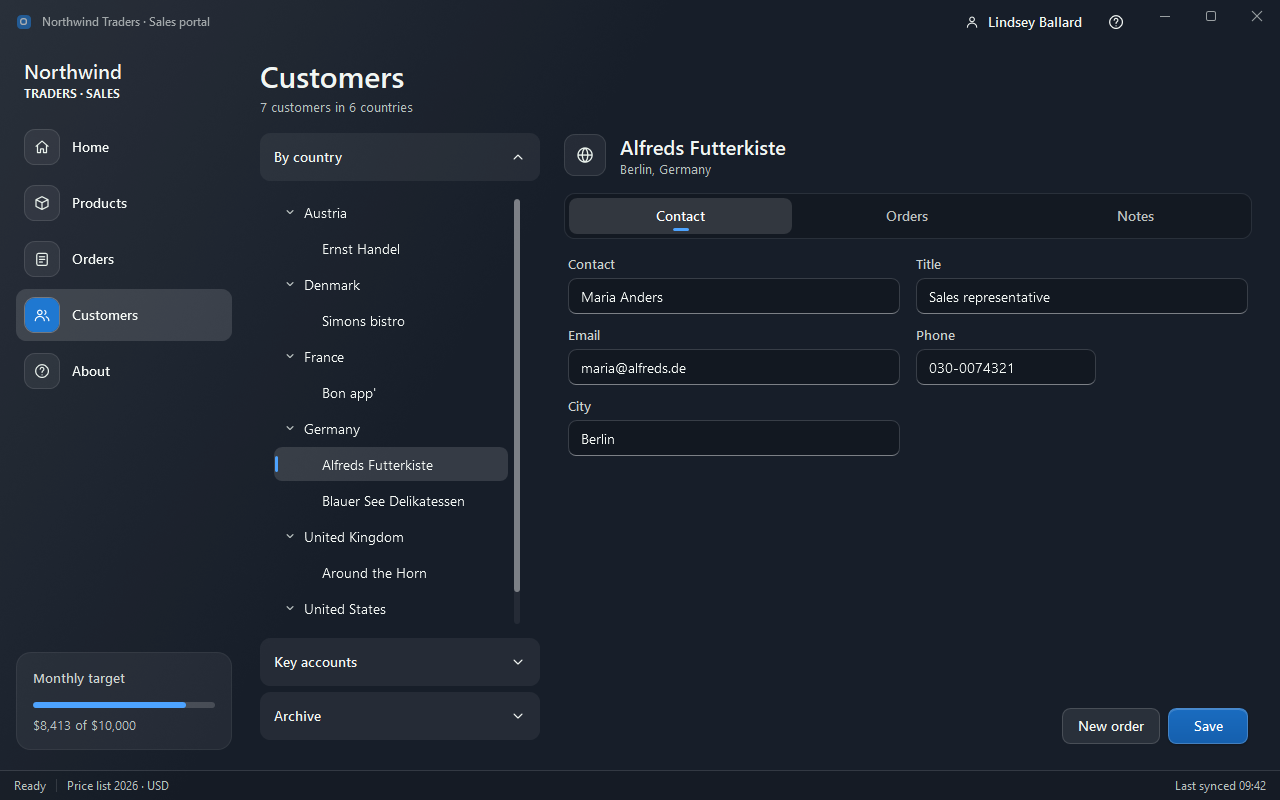 Northwind Traders · Sales portal
Lindsey Ballard
Northwind
TRADERS · SALES
Home
Products
Orders
Customers
About
Monthly target
$8,413 of $10,000
Customers
7 customers in 6 countries
By country
Austria
Ernst Handel
Denmark
Simons bistro
France
Bon app'
Germany
Alfreds Futterkiste
Blauer See Delikatessen
United Kingdom
Around the Horn
United States
Key accounts
Archive
Alfreds Futterkiste
Berlin, Germany
Contact Orders Notes
Contact Title
Maria Anders Sales representative
Email Phone
maria@alfreds.de 030-0074321
City
Berlin
New order Save
Ready Price list 2026 · USD Last synced 09:42